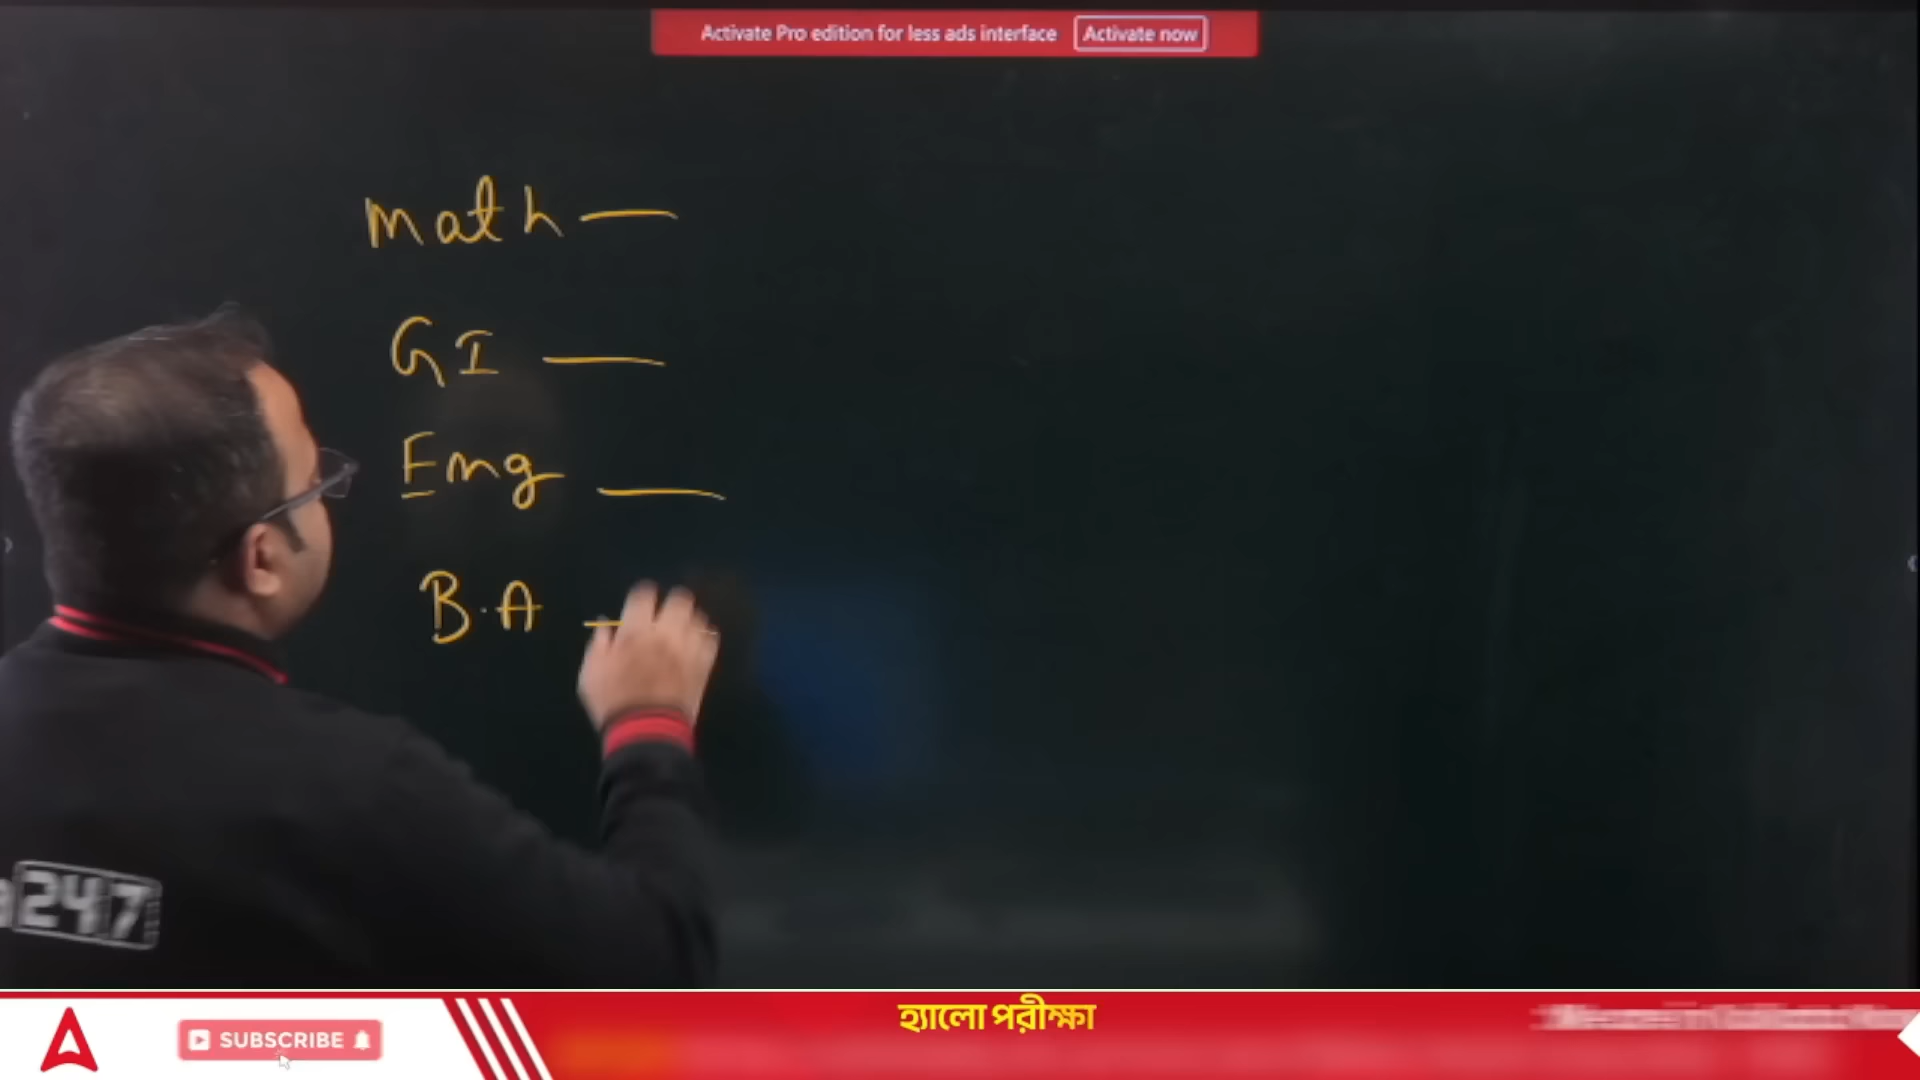 Activate Pro edition for less ads interface Activate now
Math —
GI —
Eng —
B.A —
247
SUBSCRIBE
হ্যালো পরীক্ষা